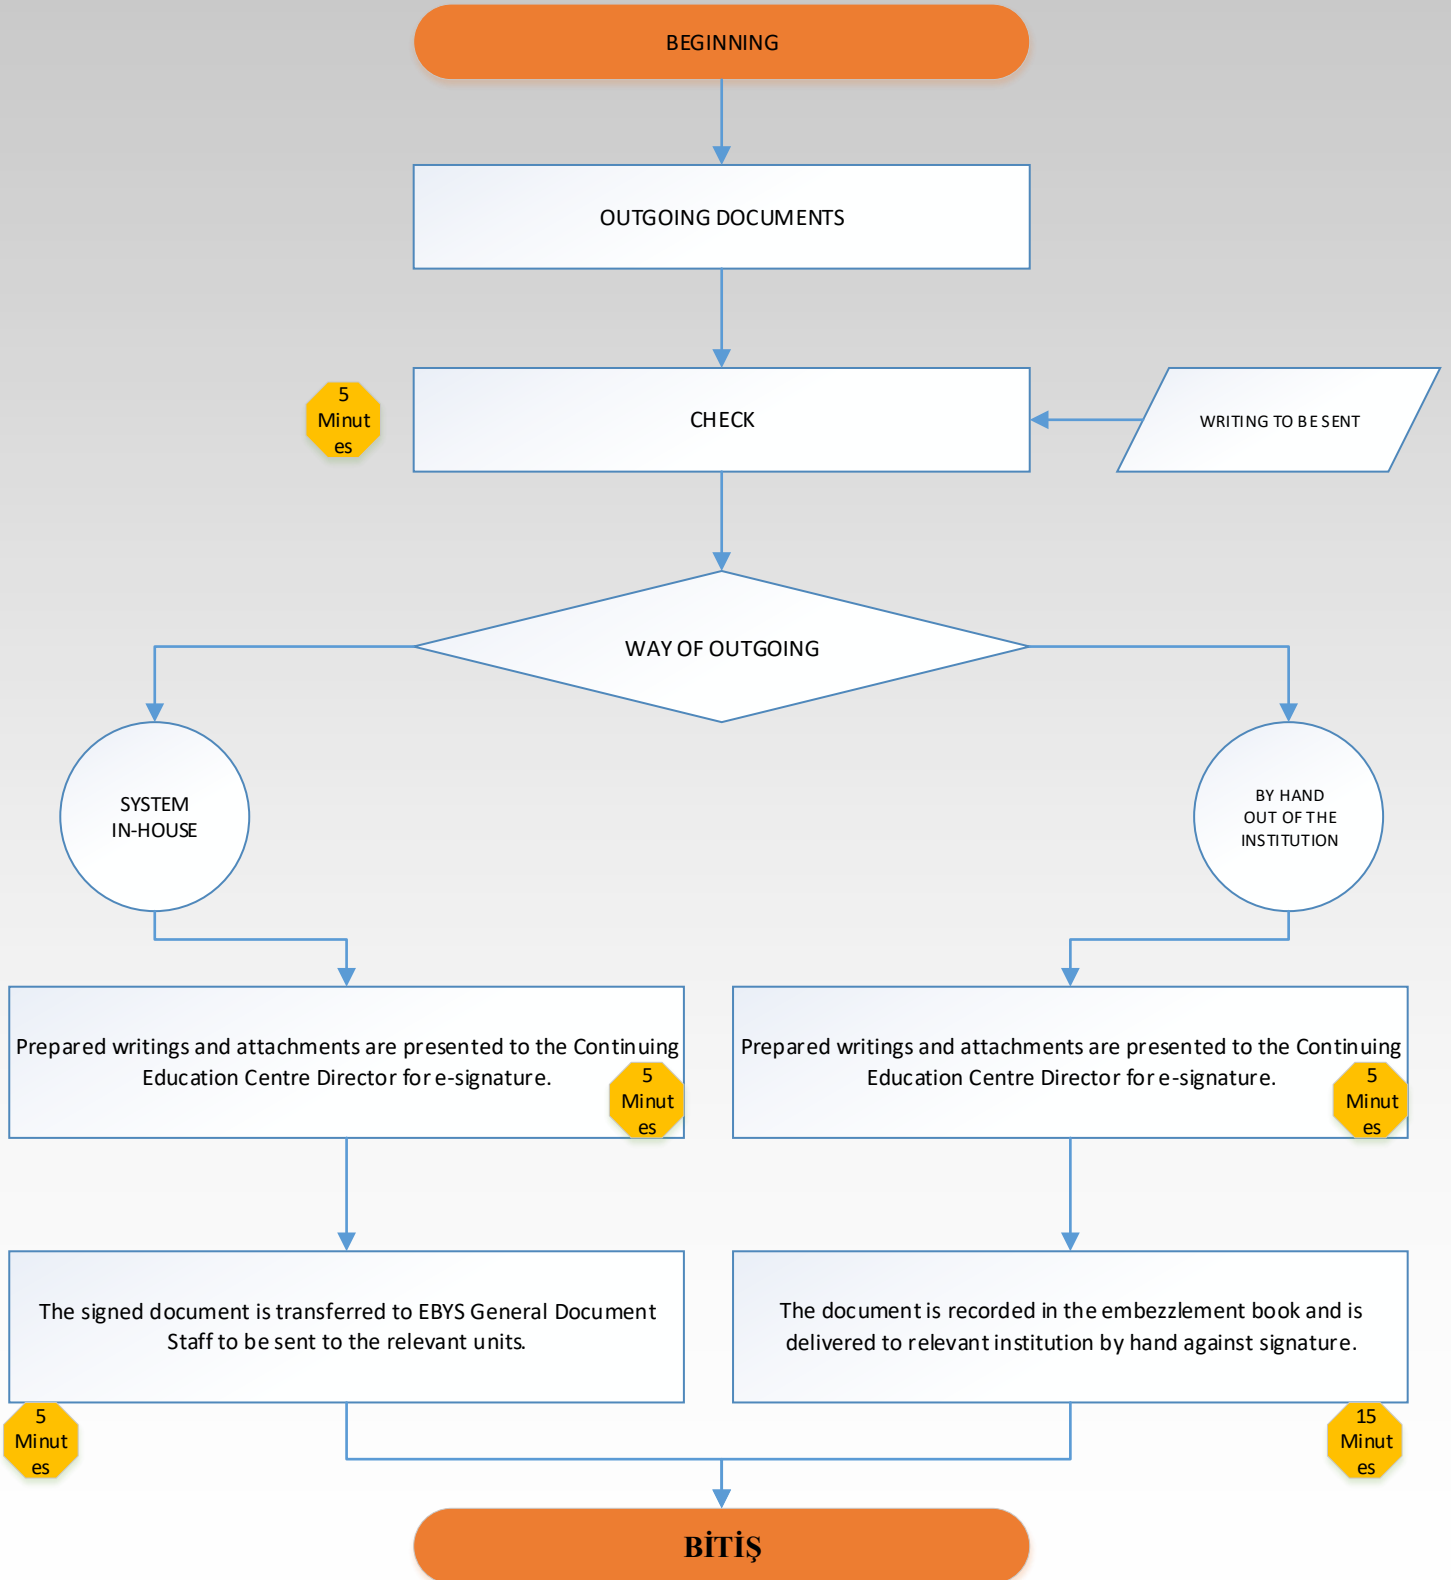 BEGINNING
OUTGOING DOCUMENTS
5
Minut
es
CHECK
WRITING TO BE SENT
WAY OF OUTGOING
SYSTEM
IN-HOUSE
BY HAND
OUT OF THE
INSTITUTION
Prepared writings and attachments are presented to the Continuing
Education Centre Director for e-signature.
5
Minut
es
Prepared writings and attachments are presented to the Continuing
Education Centre Director for e-signature.
5
Minut
es
The signed document is transferred to EBYS General Document
Staff to be sent to the relevant units.
5
Minut
es
The document is recorded in the embezzlement book and is
delivered to relevant institution by hand against signature.
15
Minut
es
BİTİŞ